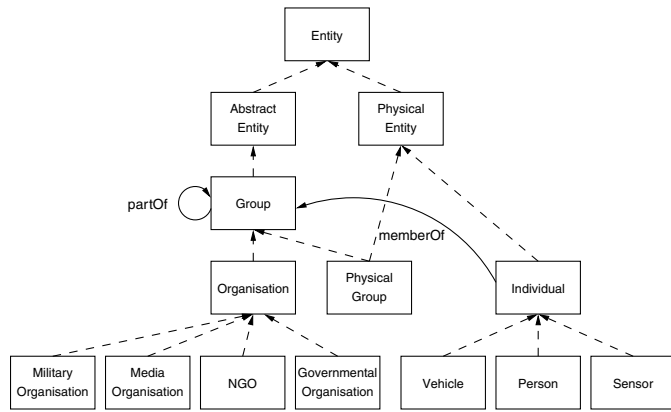 Entity
Abstract
Entity
Physical
Entity
partOf
Group
memberOf
Organisation
Physical
Group
Individual
Military
Organisation
Media
Organisation
NGO
Governmental
Organisation
Vehicle
Person
Sensor